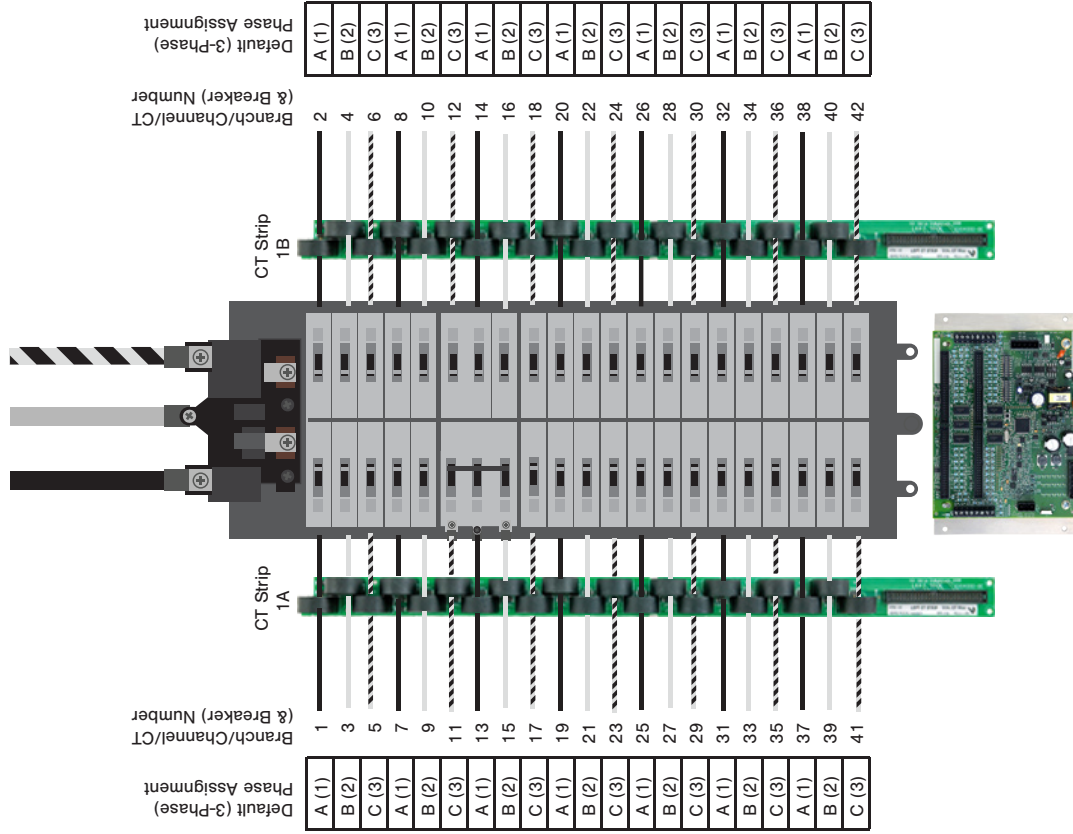 Default (3-Phase)
Phase Assignment
A (1)
B (2)
C (3)
A (1)
B (2)
C (3)
A (1)
B (2)
C (3)
A (1)
B (2)
C (3)
A (1)
B (2)
C (3)
A (1)
B (2)
C (3)
A (1)
B (2)
C (3)
Branch/Channel/CT
(& Breaker) Number
2
4
6
8
10
12
14
16
18
20
22
24
26
28
30
32
34
36
38
40
42
CT Strip
1B
CT Strip
1A
Branch/Channel/CT
(& Breaker) Number
1
3
5
7
9
11
13
15
17
19
21
23
25
27
29
31
33
35
37
39
41
Default (3-Phase)
Phase Assignment
A (1)
B (2)
C (3)
A (1)
B (2)
C (3)
A (1)
B (2)
C (3)
A (1)
B (2)
C (3)
A (1)
B (2)
C (3)
A (1)
B (2)
C (3)
A (1)
B (2)
C (3)